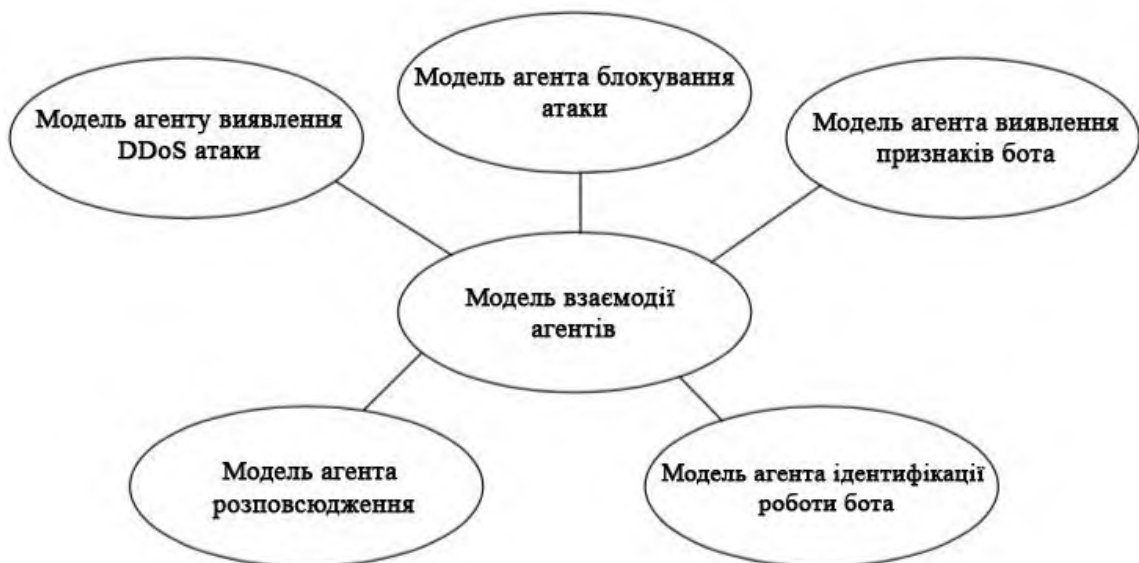 Модель агента блокування
атаки
Модель агенту виявлення
DDoS атаки
Модель агента виявлення
признаків бота
Модель взаємодії
агентів
Модель агента
розповсюдження
Модель агента ідентифікації
роботи бота